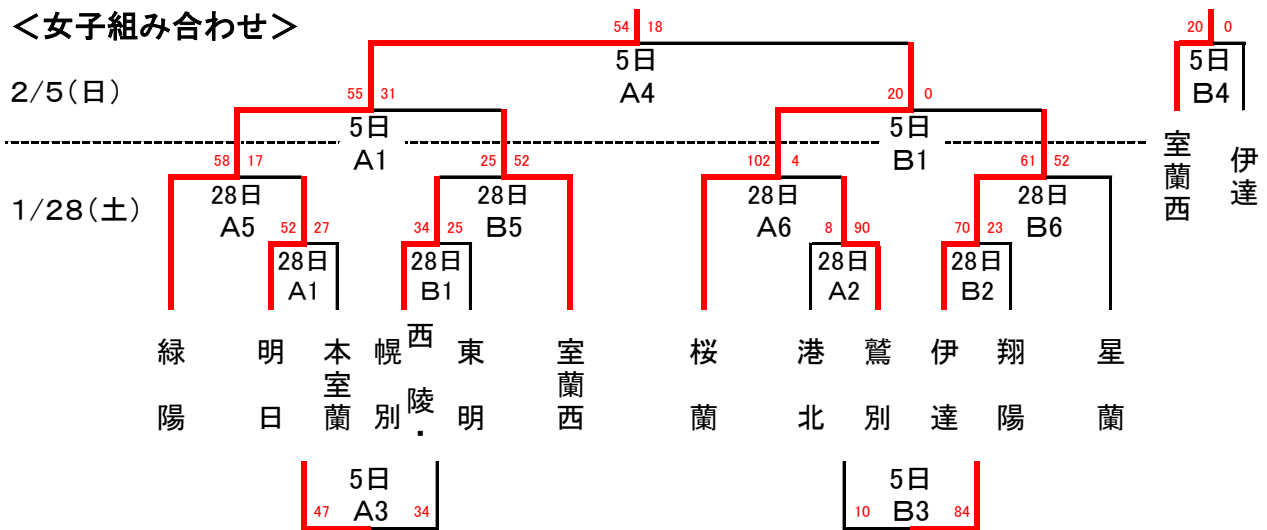 ＜女子組み合わせ＞
54 18
20 0
5日
A4
5日
B4
2/5(日)
55 31
20 0
5日
A1
5日
B1
室蘭西
伊達
58 17
25 52
102 4
61 52
1/28(土)
28日
A5
28日
B5
28日
A6
28日
B6
52 27
34 25
8 90
70 23
28日
A1
28日
B1
28日
A2
28日
B2
緑陽
明日
本室蘭
幌別
西陵・
東明
室蘭西
桜蘭
港北
鷲別
伊達
翔陽
星蘭
5日
47 A3 34
5日
10 B3 84